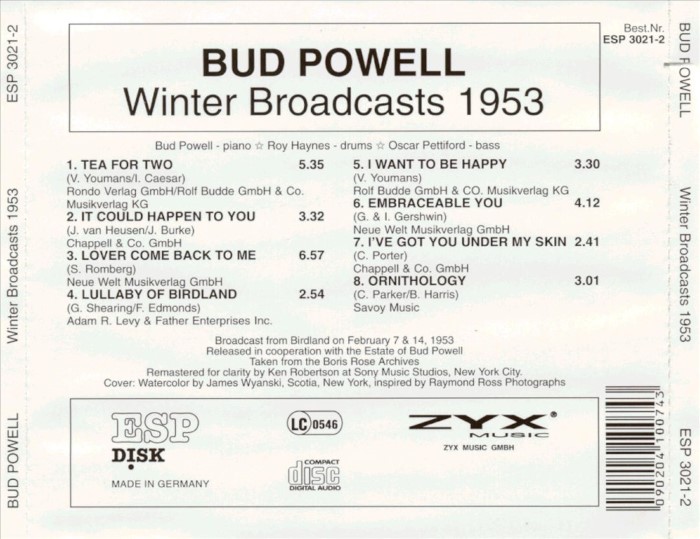 ESP 3021-2
Winter Broadcasts 1953
BUD POWELL
Best.Nr.
ESP 3021-2
BUD POWELL
Winter Broadcasts 1953
Bud Powell - piano ☆ Roy Haynes - drums ☆ Oscar Pettiford - bass
1. TEA FOR TWO 5.35
(V. Youmans/I. Caesar)
Rondo Verlag GmbH/Rolf Budde GmbH & Co.
Musikverlag KG
2. IT COULD HAPPEN TO YOU 3.32
(J. van Heusen/J. Burke)
Chappell & Co. GmbH
3. LOVER COME BACK TO ME 6.57
(S. Romberg)
Neue Welt Musikverlag GmbH
4. LULLABY OF BIRDLAND 2.54
(G. Shearing/F. Edmonds)
Adam R. Levy & Father Enterprises Inc.
5. I WANT TO BE HAPPY 3.30
(V. Youmans)
Rolf Budde GmbH & CO. Musikverlag KG
6. EMBRACEABLE YOU 4.12
(G. & I. Gershwin)
Neue Welt Musikverlag GmbH
7. I'VE GOT YOU UNDER MY SKIN 2.41
(C. Porter)
Chappell & Co. GmbH
8. ORNITHOLOGY 3.01
(C. Parker/B. Harris)
Savoy Music
Broadcast from Birdland on February 7 & 14, 1953
Released in cooperation with the Estate of Bud Powell
Taken from the Boris Rose Archives
Remastered for clarity by Ken Robertson at Sony Music Studios, New York City.
Cover: Watercolor by James Wyanski, Scotia, New York, inspired by Raymond Ross Photographs
ESP
DISK
MADE IN GERMANY
LC 0546
COMPACT
disc
DIGITAL AUDIO
ZYX®
MUSIC
ZYX MUSIC GMBH
090204100743
BUD POWELL
Winter Broadcasts 1953
ESP 3021-2